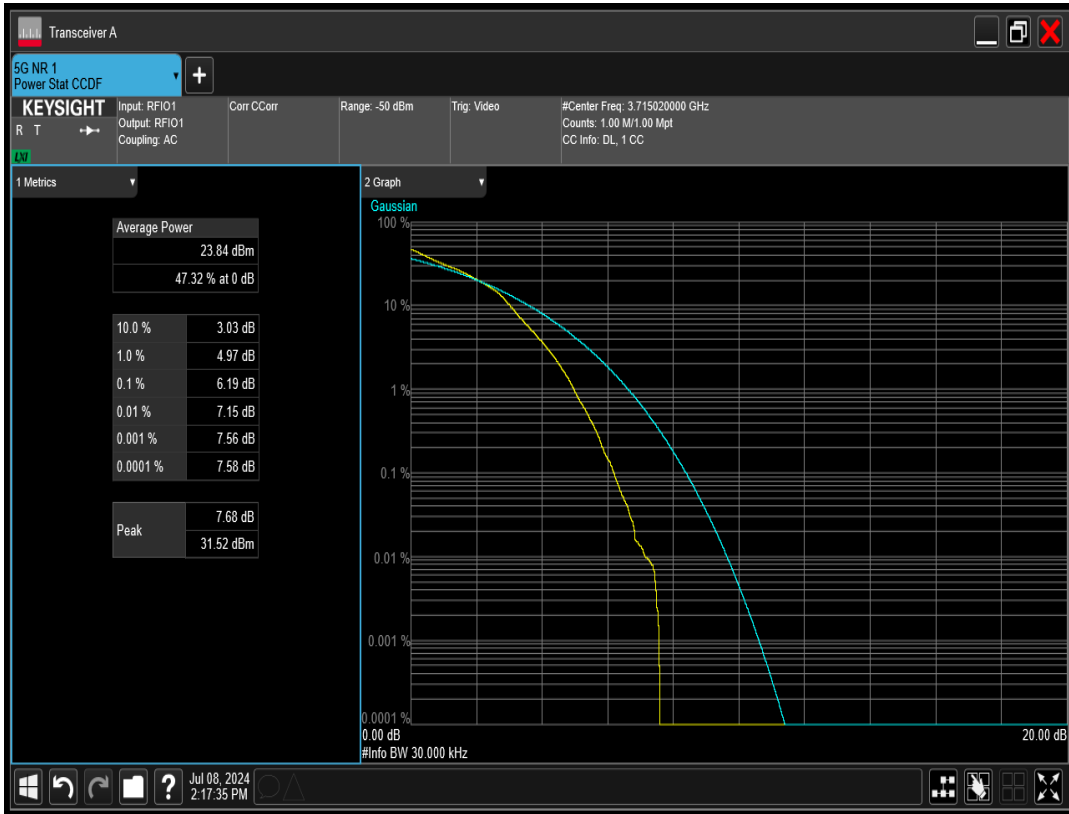 Transceiver A
5G NR 1
Power Stat CCDF
+
KEYSIGHT
R T
LXI
Input: RFIO1
Output: RFIO1
Coupling: AC
Corr CCorr
Range: -50 dBm
Trig: Video
#Center Freq: 3.715020000 GHz
Counts: 1.00 M/1.00 Mpt
CC Info: DL, 1 CC
1 Metrics
Average Power
23.84 dBm
47.32 % at 0 dB
10.0 % 3.03 dB
1.0 % 4.97 dB
0.1 % 6.19 dB
0.01 % 7.15 dB
0.001 % 7.56 dB
0.0001 % 7.58 dB
Peak
7.68 dB
31.52 dBm
2 Graph
Gaussian
100 %
10 %
1 %
0.1 %
0.01 %
0.001 %
0.0001 %
0.00 dB 20.00 dB
#Info BW 30.000 kHz
?
Jul 08, 2024
2:17:35 PM